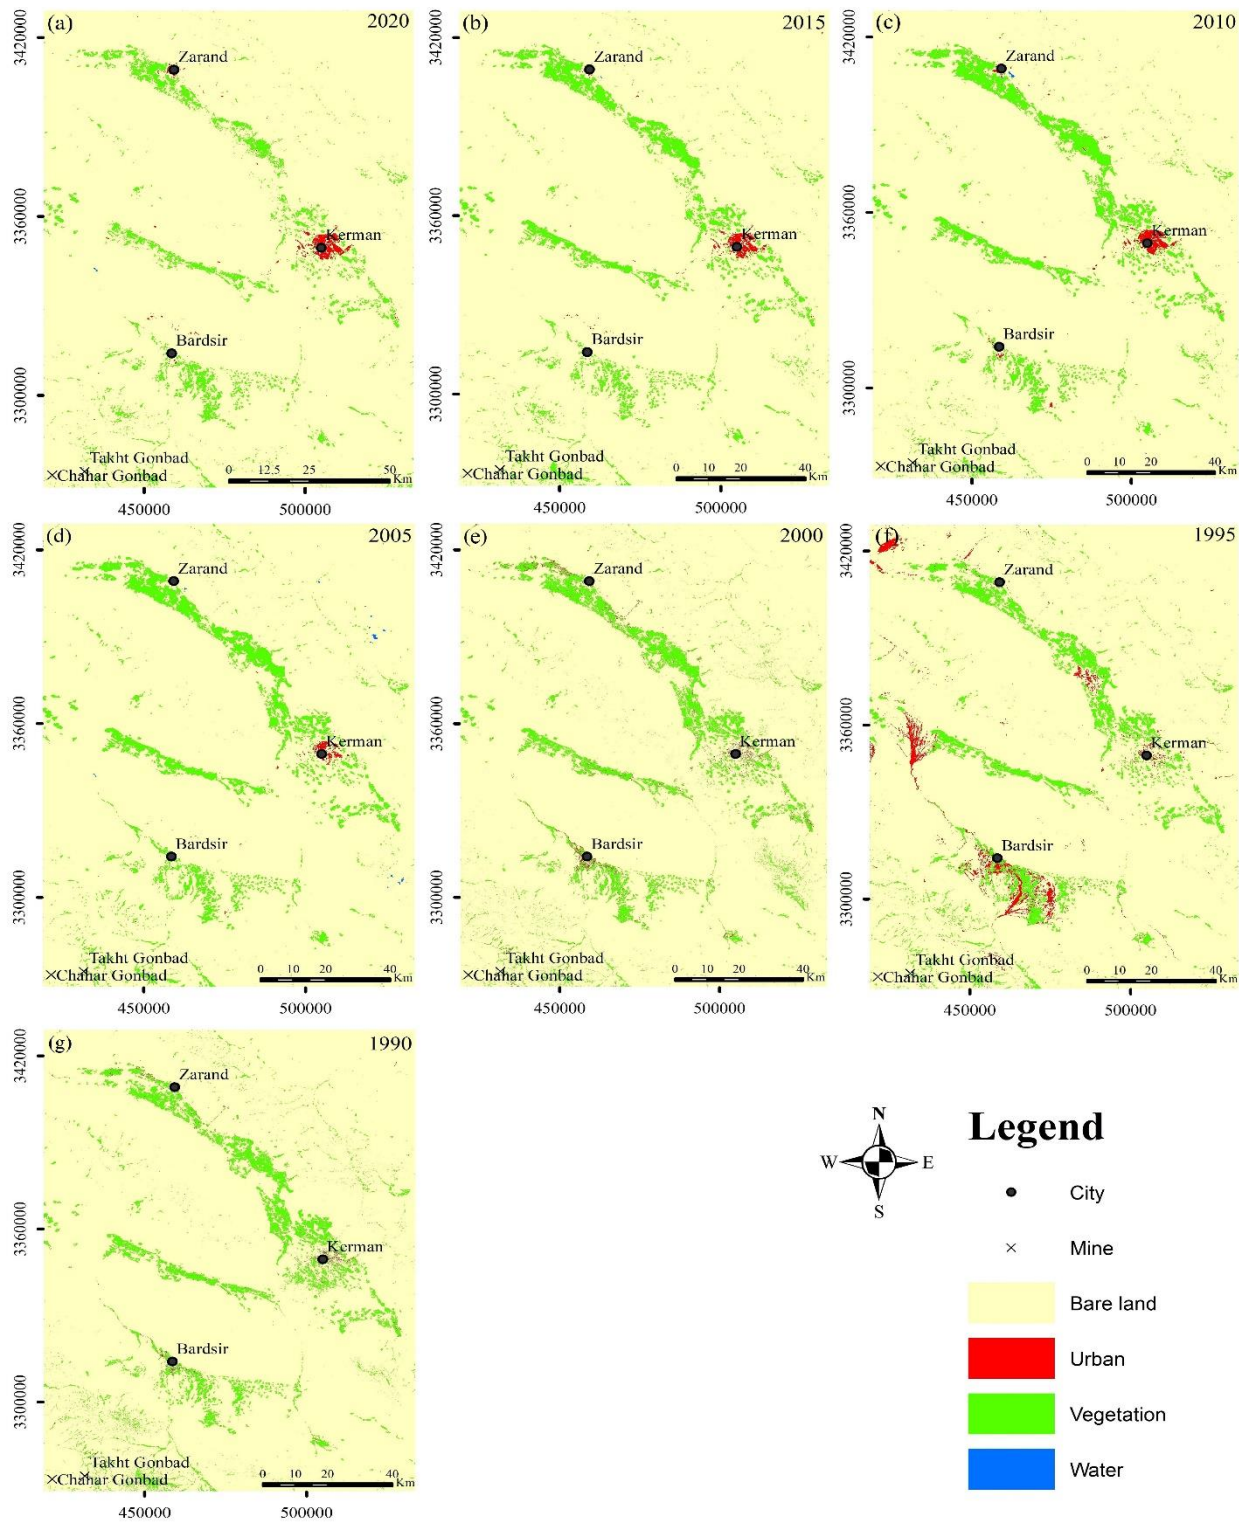 (a) 2020
3420000
Zarand
3360000
Kerman
Bardsir
3300000
Takht Gonbad
Chahar Gonbad
0 12.5 25 50
Km
450000 500000
(b) 2015
3420000
Zarand
3360000
Kerman
Bardsir
3300000
Takht Gonbad
Chahar Gonbad
0 10 20 40
Km
450000 500000
(c) 2010
3420000
Zarand
3360000
Kerman
Bardsir
3300000
Takht Gonbad
Chahar Gonbad
0 10 20 40
Km
450000 500000
(d) 2005
3420000
Zarand
3360000
Kerman
Bardsir
3300000
Takht Gonbad
Chahar Gonbad
0 10 20 40
Km
450000 500000
(e) 2000
3420000
Zarand
3360000
Kerman
Bardsir
3300000
Takht Gonbad
Chahar Gonbad
0 10 20 40
Km
450000 500000
(f) 1995
3420000
Zarand
3360000
Kerman
Bardsir
3300000
Takht Gonbad
Chahar Gonbad
0 10 20 40
Km
450000 500000
(g) 1990
3420000
Zarand
3360000
Kerman
Bardsir
3300000
Takht Gonbad
Chahar Gonbad
0 10 20 40
Km
450000 500000
N
W E
S
Legend
City
Mine
Bare land
Urban
Vegetation
Water